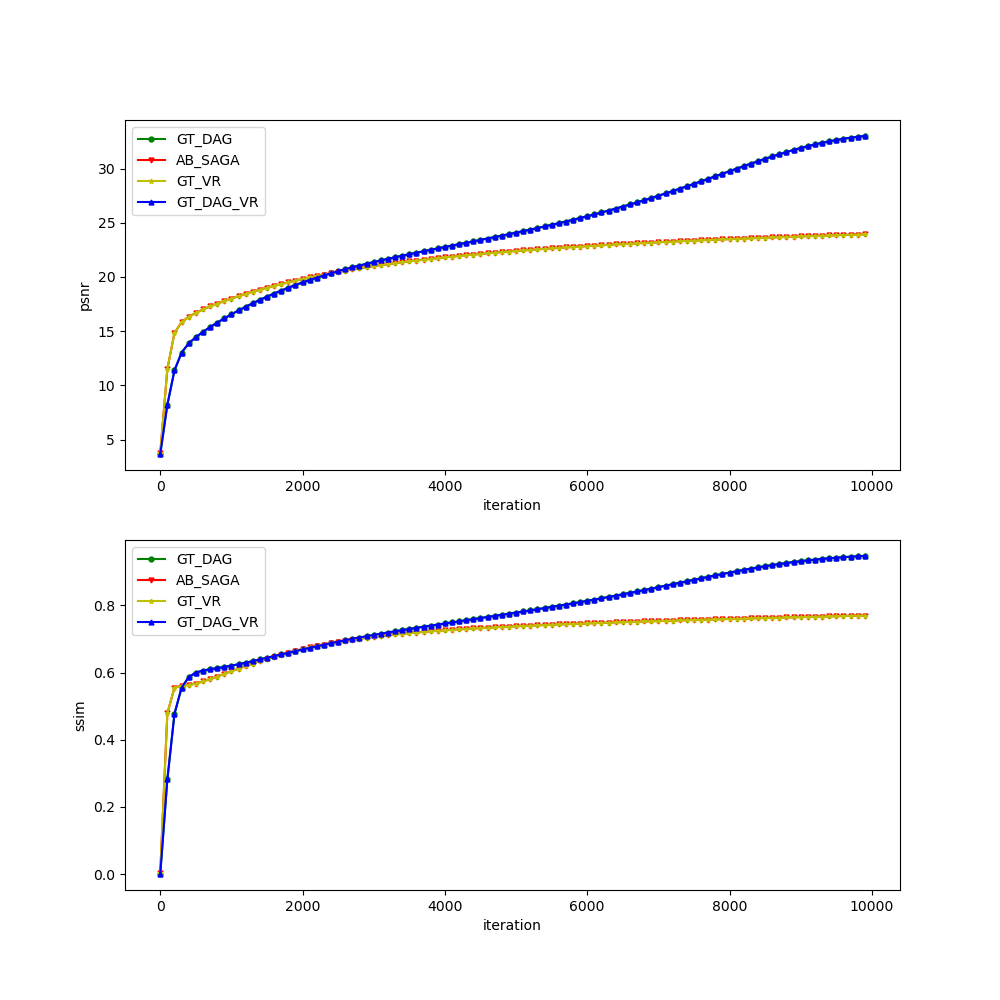 GT_DAG
AB_SAGA
GT_VR
GT_DAG_VR
psnr
30
25
20
15
10
5
0 2000 4000 6000 8000 10000
iteration
GT_DAG
AB_SAGA
GT_VR
GT_DAG_VR
ssim
0.8
0.6
0.4
0.2
0.0
0 2000 4000 6000 8000 10000
iteration